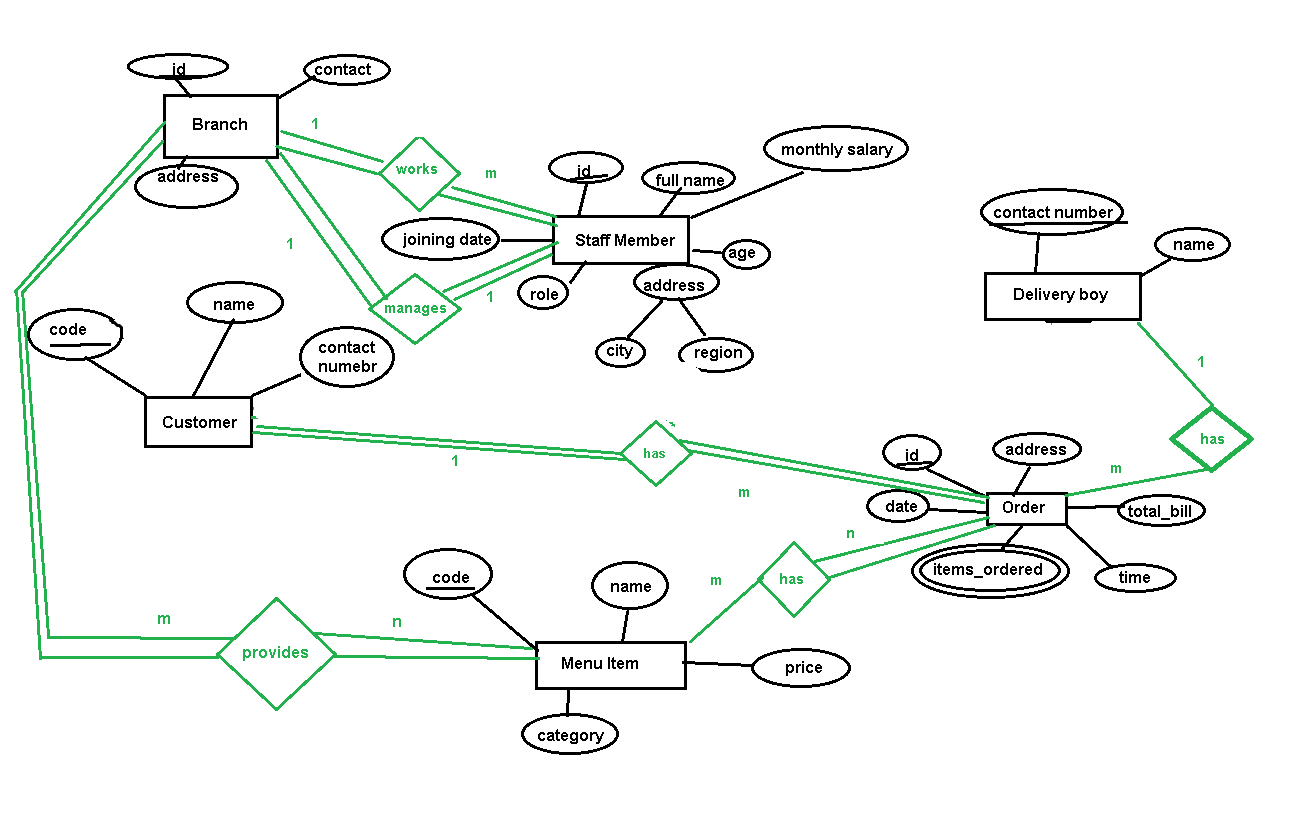 id
contact
Branch
address
1
works
m
id
full name
monthly salary
joining date
Staff Member
age
role
address
city
region
1
manages
1
contact number
name
Delivery boy
1
has
m
code
name
contact
numebr
Customer
1
has
m
id
address
date
Order
total_bill
items_ordered
time
n
has
m
code
name
Menu Item
price
category
m
provides
n